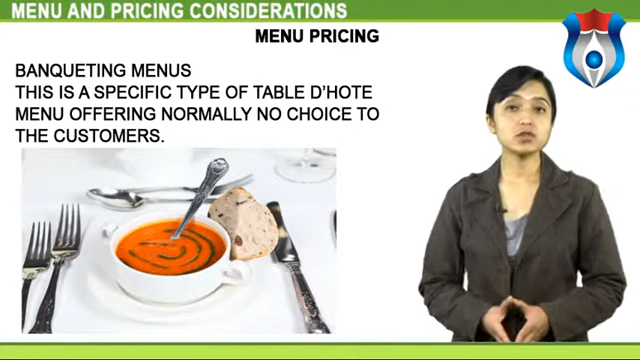 MENU AND PRICING CONSIDERATIONS
MENU PRICING
BANQUETING MENUS
THIS IS A SPECIFIC TYPE OF TABLE D'HOTE
MENU OFFERING NORMALLY NO CHOICE TO
THE CUSTOMERS.